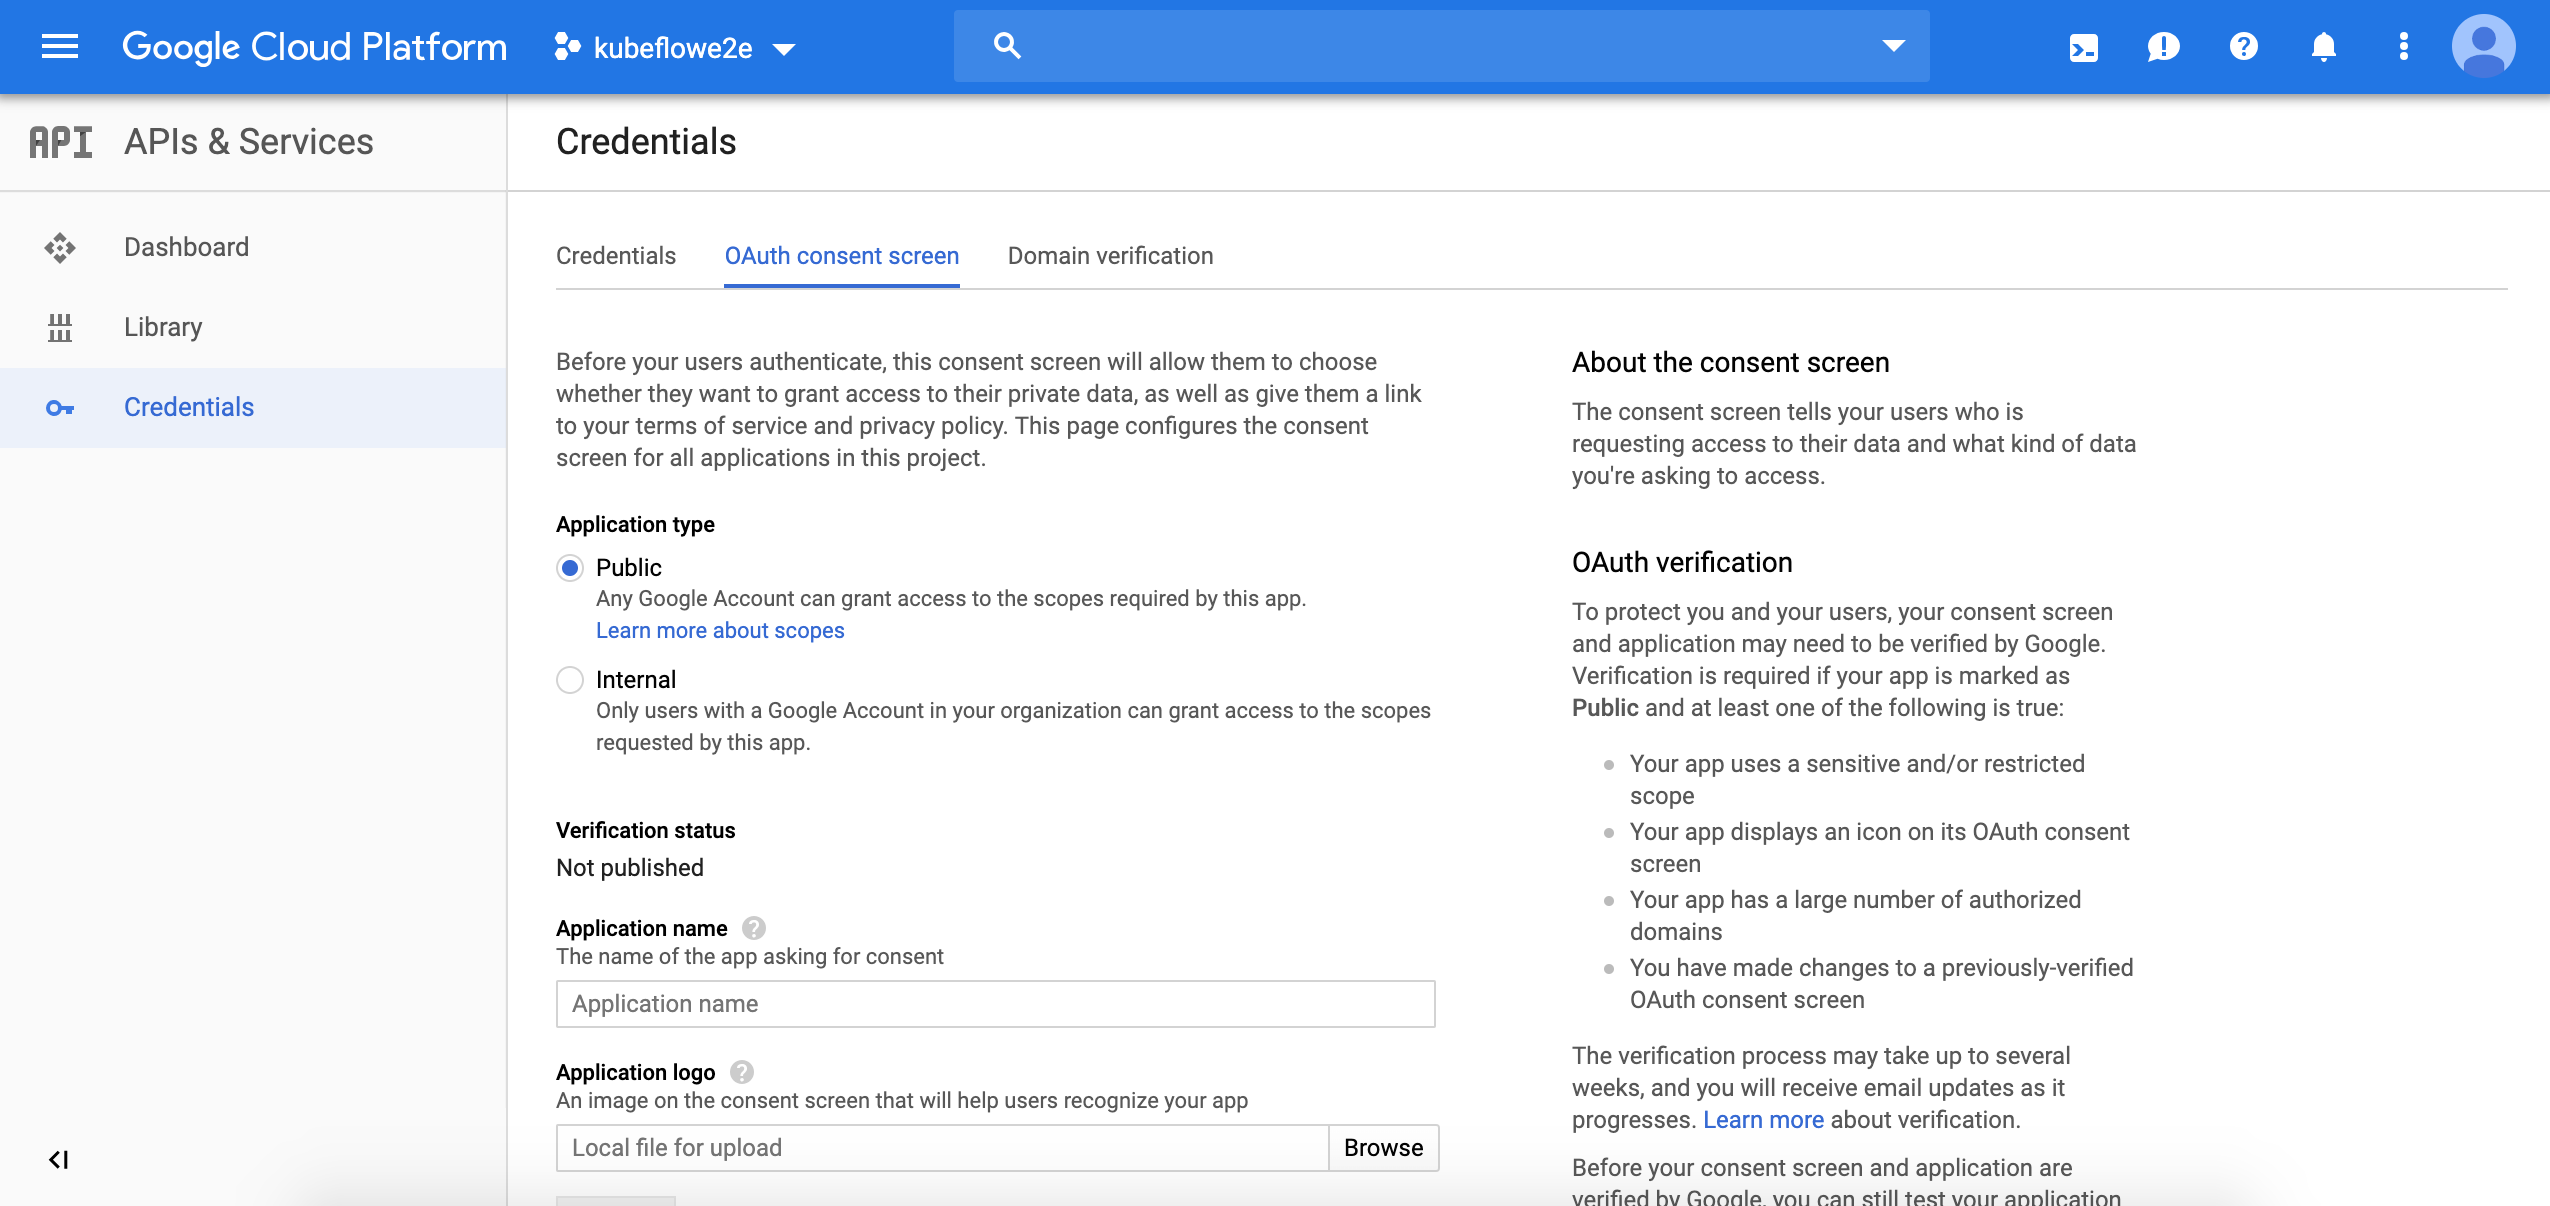 Google Cloud Platform
kubeflowe2e
API APIs & Services
Credentials
Dashboard
Library
Credentials
Credentials
OAuth consent screen
Domain verification
Before your users authenticate, this consent screen will allow them to choose
whether they want to grant access to their private data, as well as give them a link
to your terms of service and privacy policy. This page configures the consent
screen for all applications in this project.
Application type
Public
Any Google Account can grant access to the scopes required by this app.
Learn more about scopes
Internal
Only users with a Google Account in your organization can grant access to the scopes
requested by this app.
Verification status
Not published
Application name
The name of the app asking for consent
Application name
Application logo
An image on the consent screen that will help users recognize your app
Local file for upload
Browse
About the consent screen
The consent screen tells your users who is
requesting access to their data and what kind of data
you're asking to access.
OAuth verification
To protect you and your users, your consent screen
and application may need to be verified by Google.
Verification is required if your app is marked as
Public and at least one of the following is true:
Your app uses a sensitive and/or restricted
scope
Your app displays an icon on its OAuth consent
screen
Your app has a large number of authorized
domains
You have made changes to a previously-verified
OAuth consent screen
The verification process may take up to several
weeks, and you will receive email updates as it
progresses. Learn more about verification.
Before your consent screen and application are
verified by Google, you can still test your application